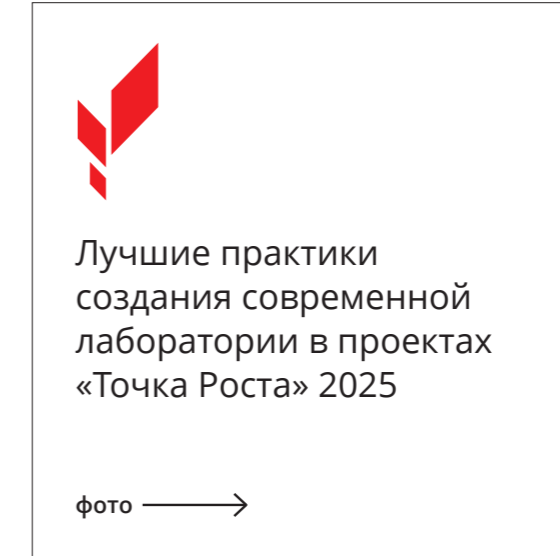 Лучшие практики
создания современной
лаборатории в проектах
«Точка Роста» 2025
фото